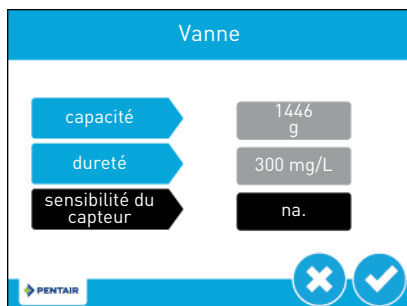 Vanne
capacité
1446
g
dureté
300 mg/L
sensibilité du
capteur
na.
PENTAIR